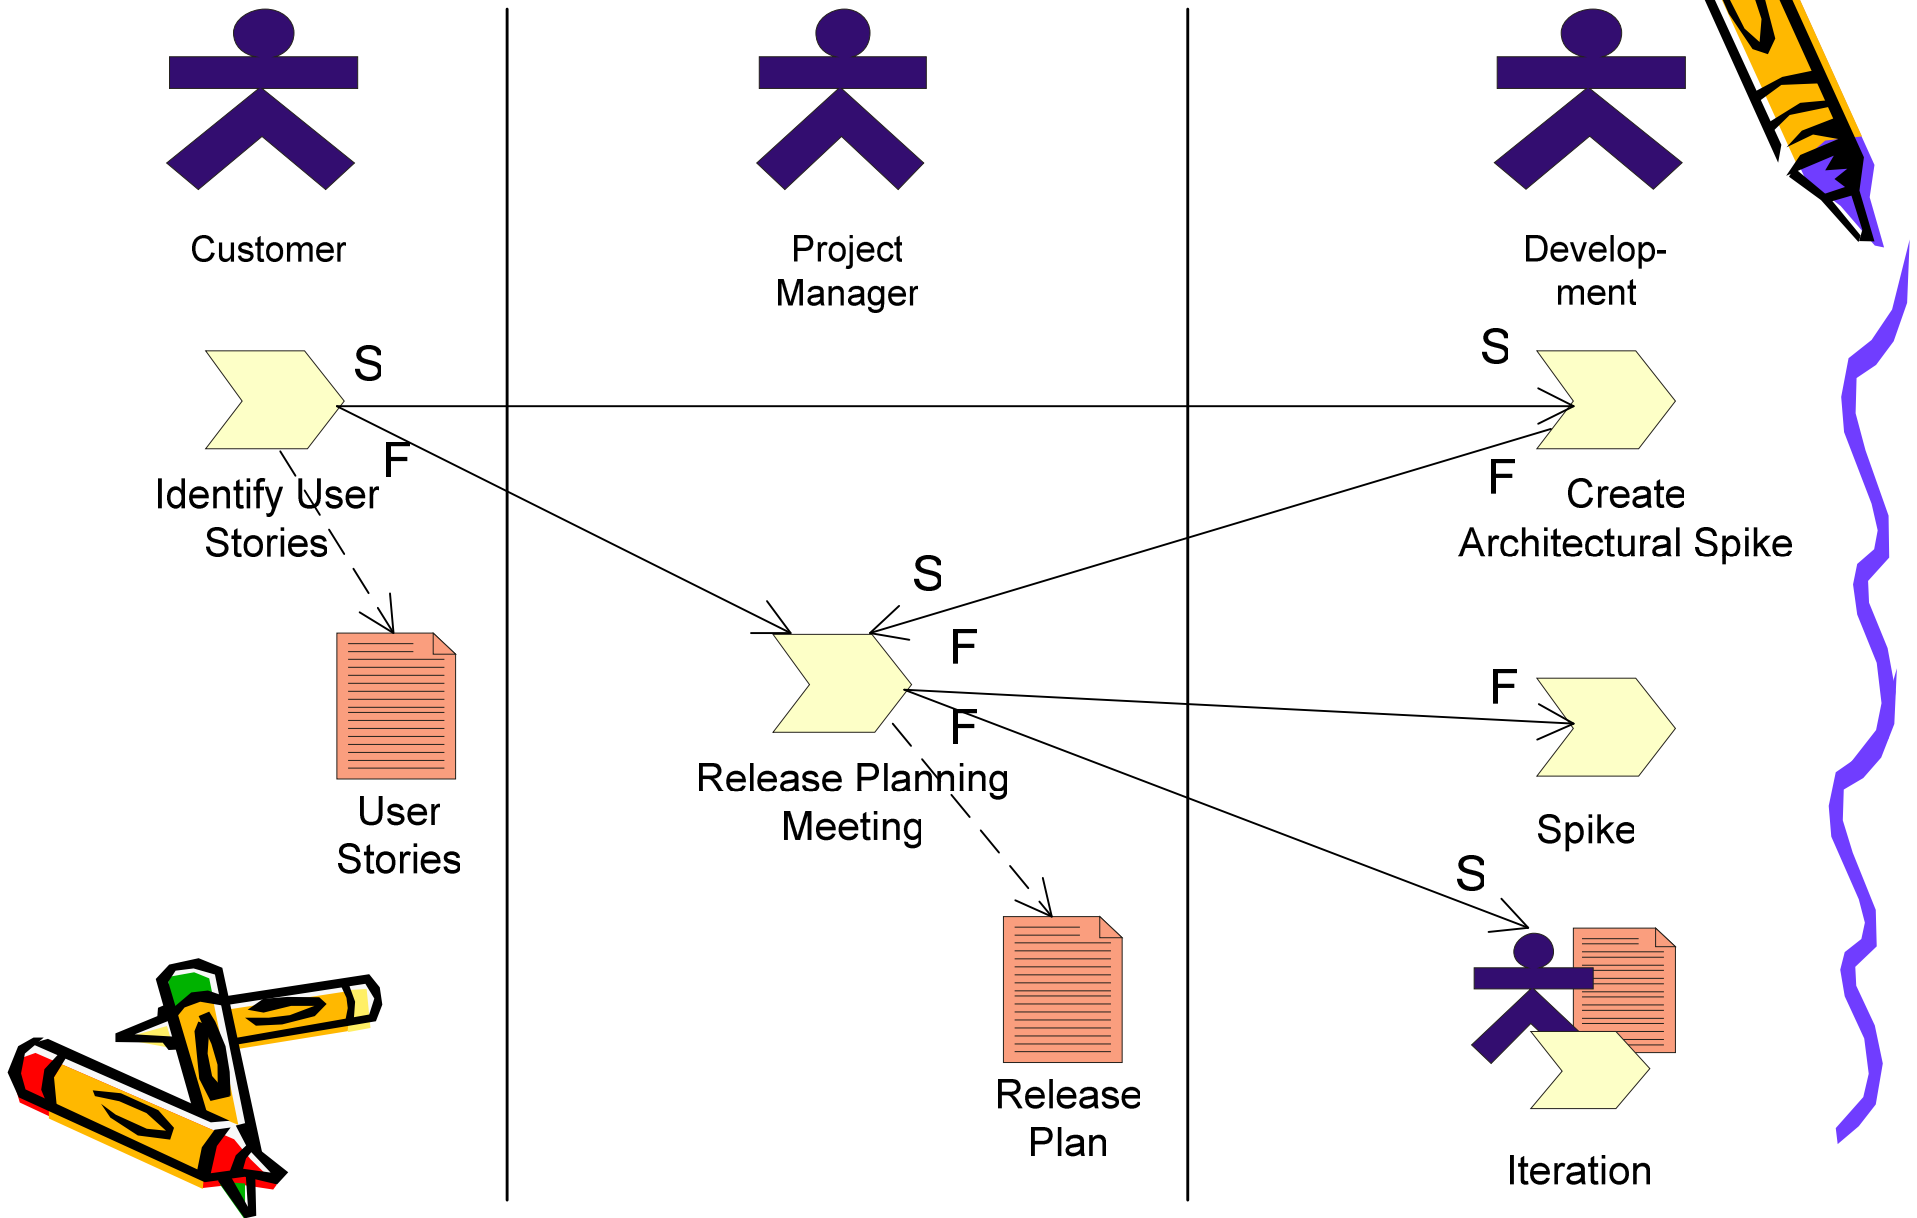 Customer
Project
Manager
Develop-
ment
S
S
F
Identify User
Stories
F
Create
Architectural Spike
S
F
F
F
User
Stories
Release Planning
Meeting
Spike
S
Release
Plan
Iteration